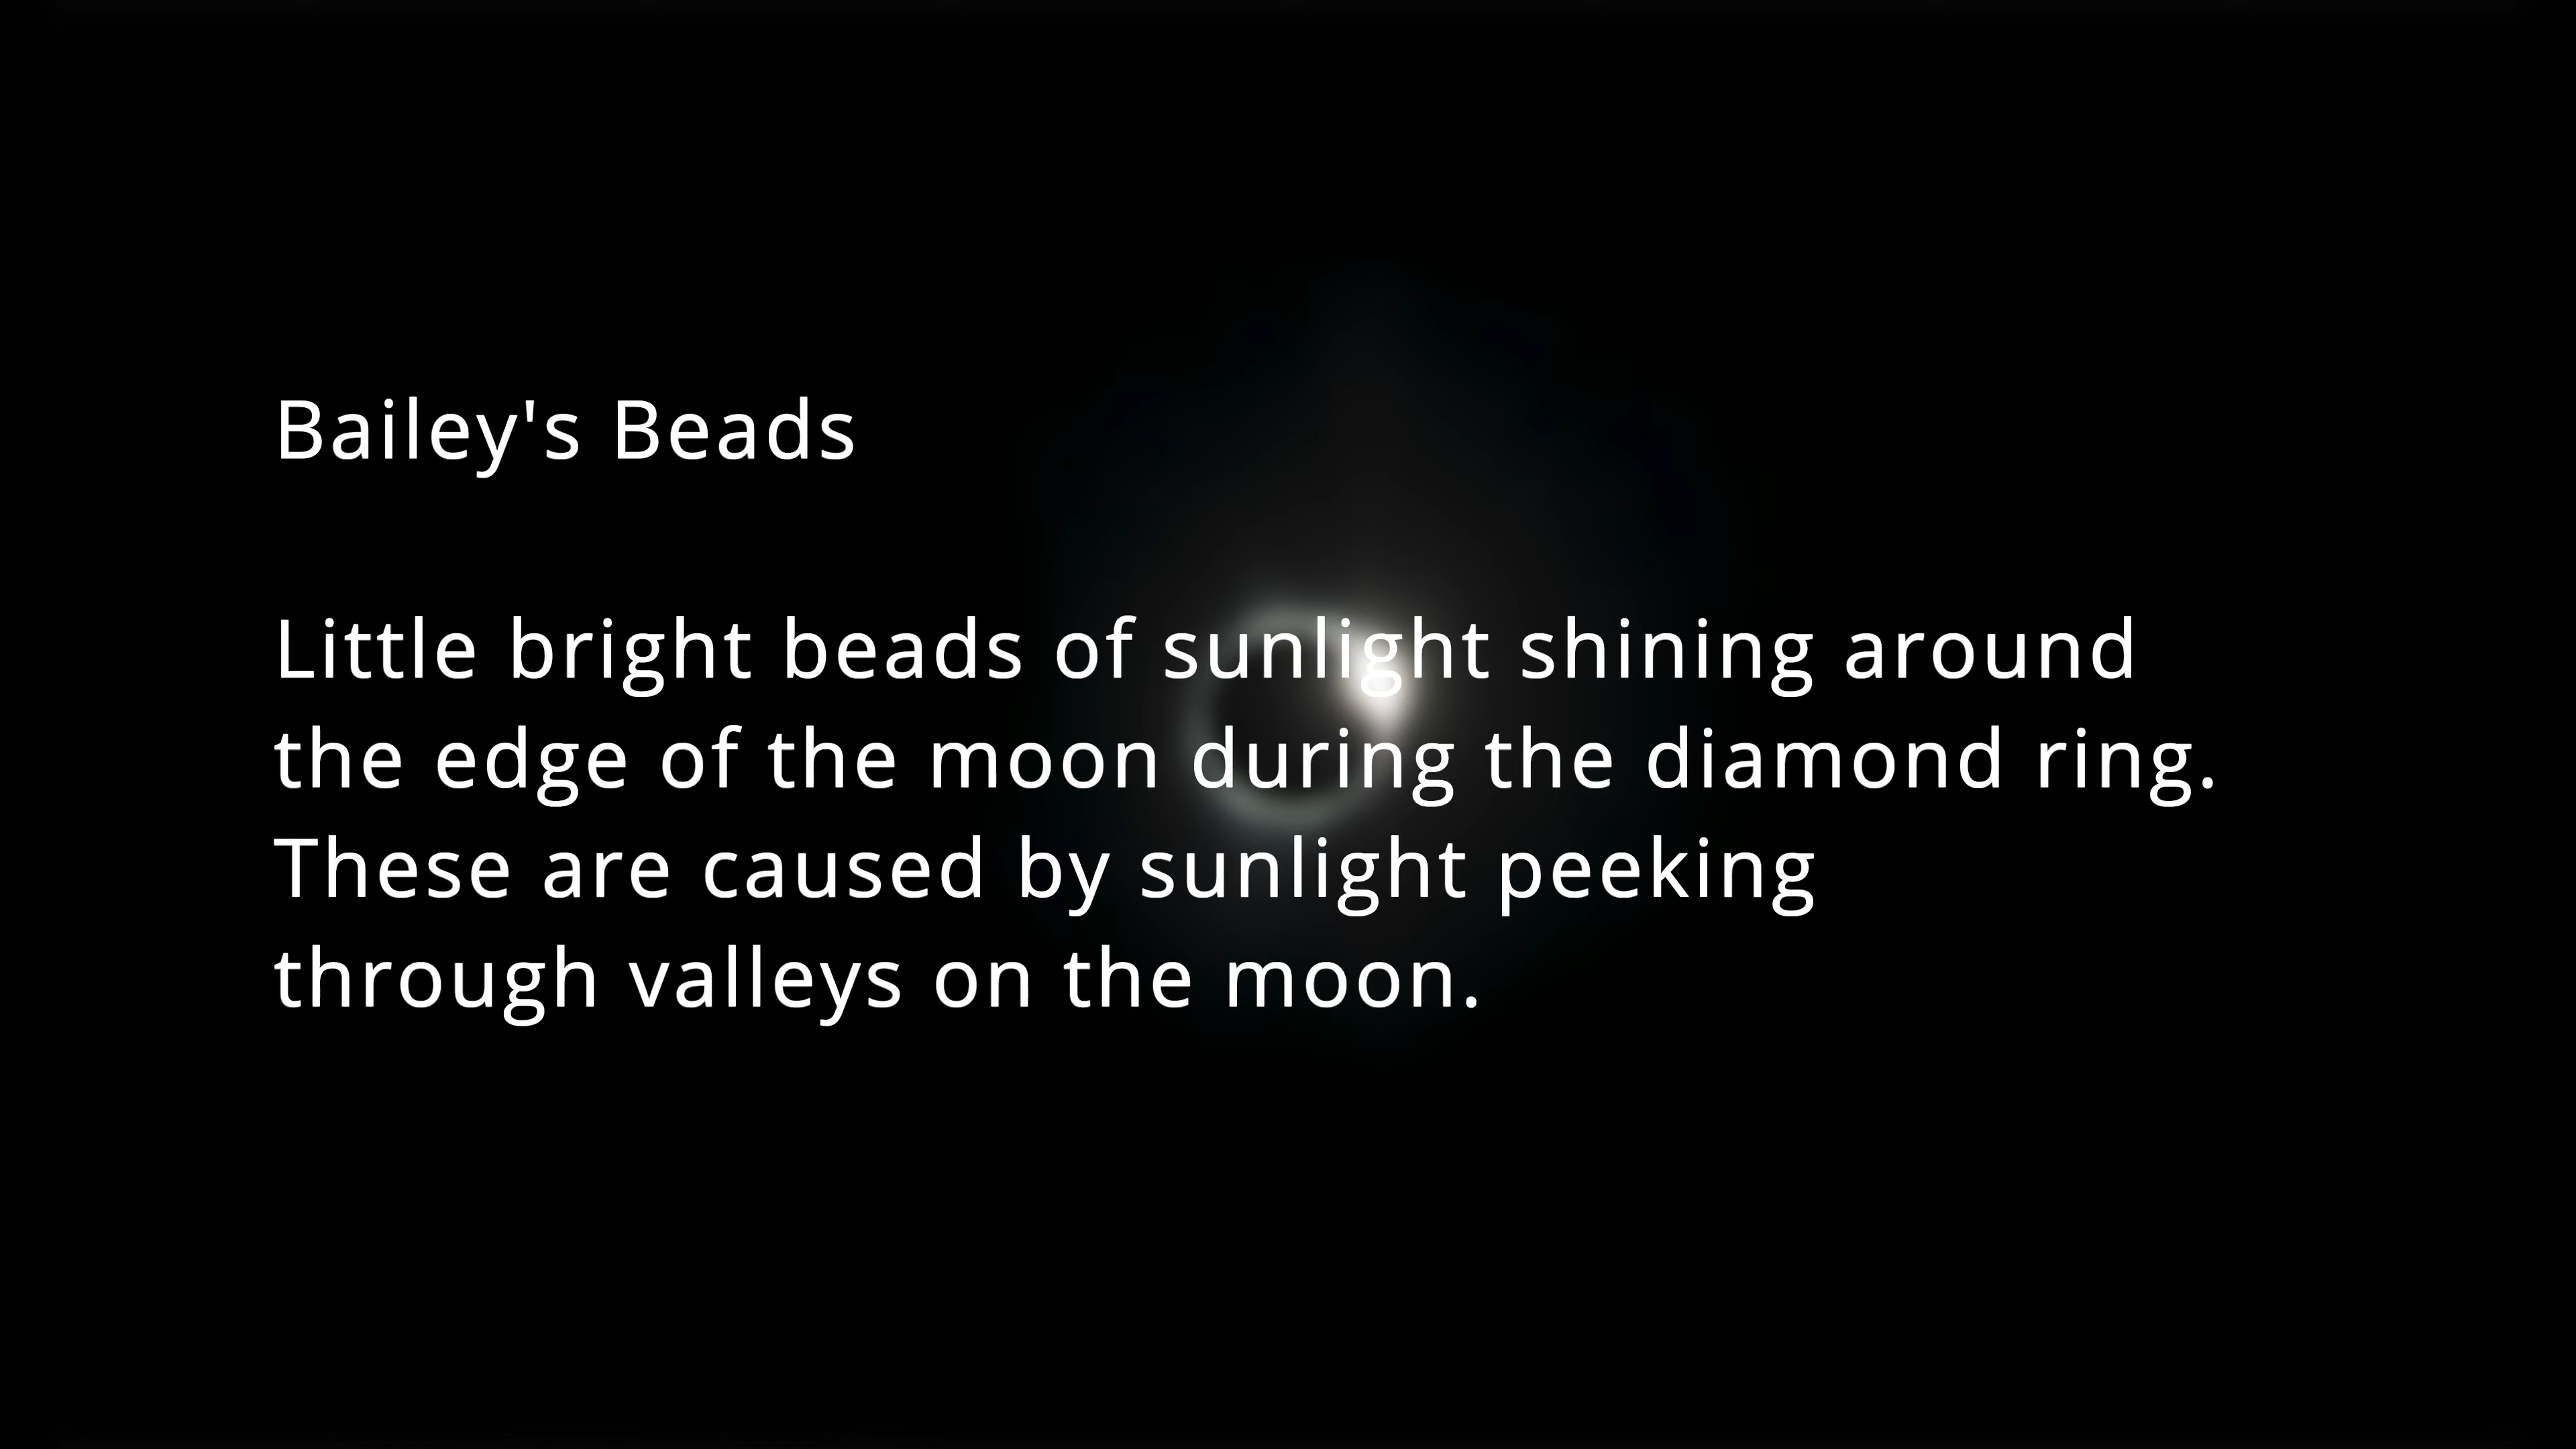 Bailey's Beads
Little bright beads of sunlight shining around
the edge of the moon during the diamond ring.
These are caused by sunlight peeking
through valleys on the moon.